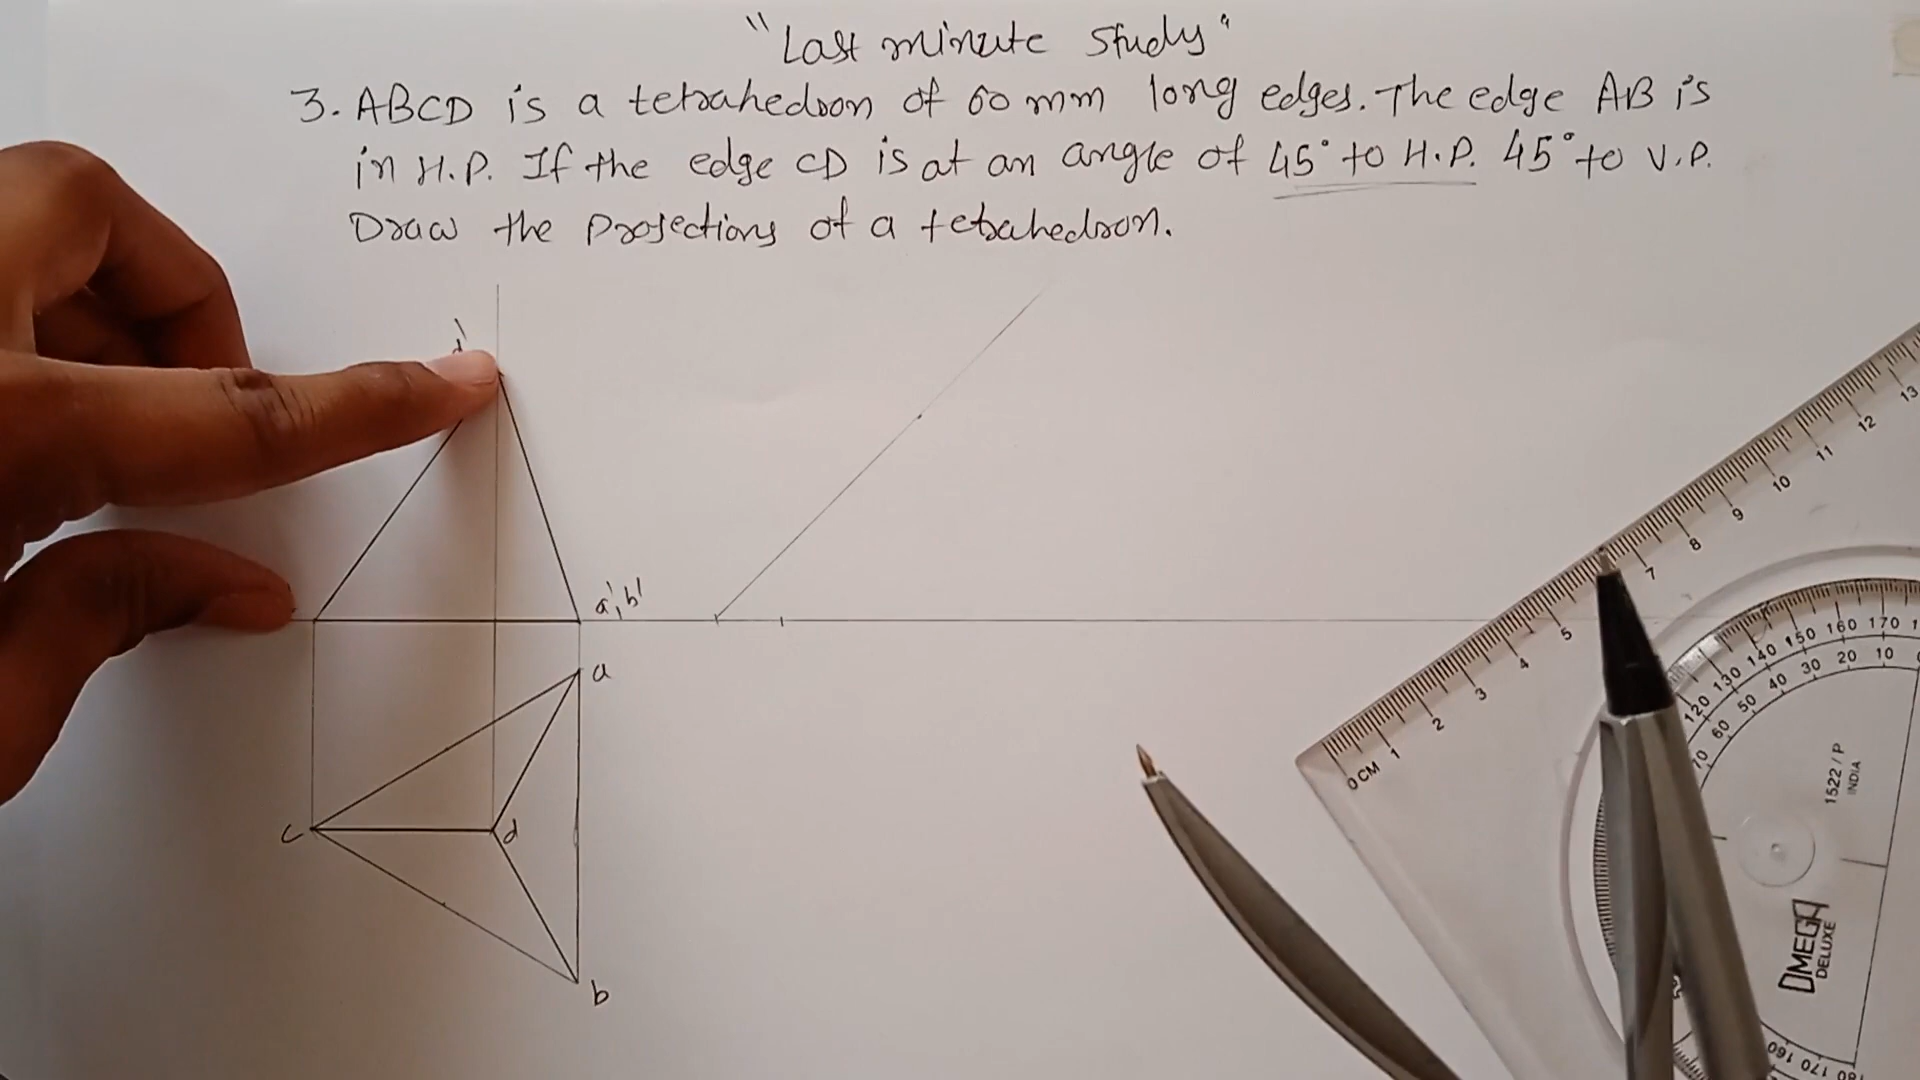 "Last minute study"
3. ABCD is a tetrahedron of 60 mm long edges. The edge AB is
in H.P. If the edge CD is at an angle of 45° to H.P. 45° to V.P.
Draw the projections of a tetrahedron.
d'
a', b'
a
c d
b
0 CM 1 2 3 4 5 7 8 9 10 11 12 13
120 130 140 150 160 170
70 60 50 40 30 20 10
1522 / P
INDIA
OMEGA
DELUXE
160 170 180